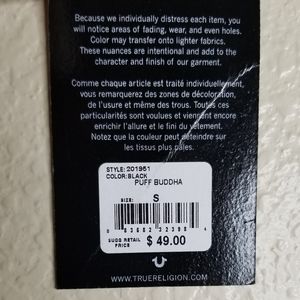 Because we individually distress each item, you
will notice areas of fading, wear, and even holes.
Color may transfer onto lighter fabrics.
These nuances are intentional and add to the
character and finish of our garment.
Comme chaque article est traité individuellement,
vous remarquerez des zones de décoloration,
de l'usure et même des trous. Toutes ces
particularités sont voulues et viennent encore
enrichir l'allure et le fini du vêtement.
Notez que la couleur peut déteindre sur
les tissus plus pâles.
STYLE: 201951
COLOR: BLACK
PUFF BUDDHA
SIZE:
S
SUGG RETAIL
PRICE
$ 49.00
WWW.TRUERELIGION.COM